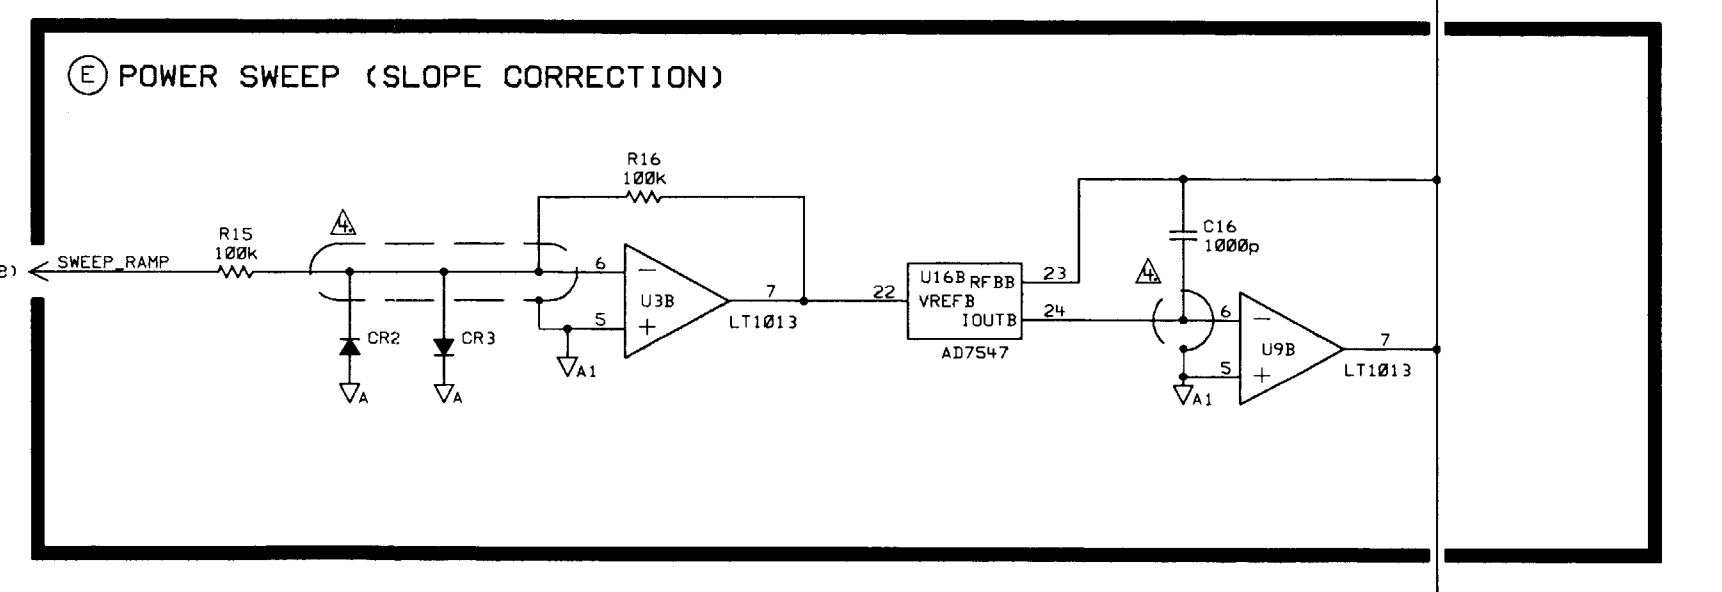 E POWER SWEEP (SLOPE CORRECTION)
R16
100k
R15
100k
4.
SWEEP_RAMP
6
5
U3B
7
LT1013
CR2
CR3
A
A
A1
22
U16B RFBB
VREFB
IOUTB
AD7547
23
24
C16
1000p
4.
6
5
U9B
7
LT1013
A1